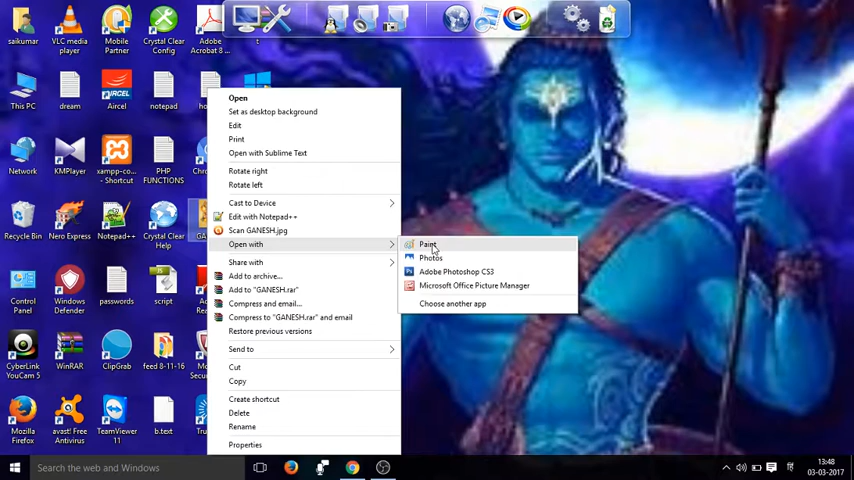 saikumar
VLC media
player
Mobile
Partner
Crystal Clear
Config
Adobe
Acrobat 8 ...
t
This PC
dream
Aircel
notepad
Network
KMPlayer
xampp-co...
- Shortcut
PHP
FUNCTIONS
Recycle Bin
Nero Express
Notepad++
Crystal Clear
Help
Control
Panel
Windows
Defender
passwords
script
CyberLink
YouCam 5
WinRAR
ClipGrab
feed 8-11-16
Mozilla
Firefox
avast! Free
Antivirus
TeamViewer
11
b.text
Open
Set as desktop background
Edit
Print
Open with Sublime Text
Rotate right
Rotate left
Cast to Device
Edit with Notepad++
Scan GANESH.jpg
Open with
Share with
Add to archive...
Add to "GANESH.rar"
Compress and email...
Compress to "GANESH.rar" and email
Restore previous versions
Send to
Cut
Copy
Create shortcut
Delete
Rename
Properties
Paint
Photos
Adobe Photoshop CS3
Microsoft Office Picture Manager
Choose another app
Search the web and Windows
13:48
03-03-2017